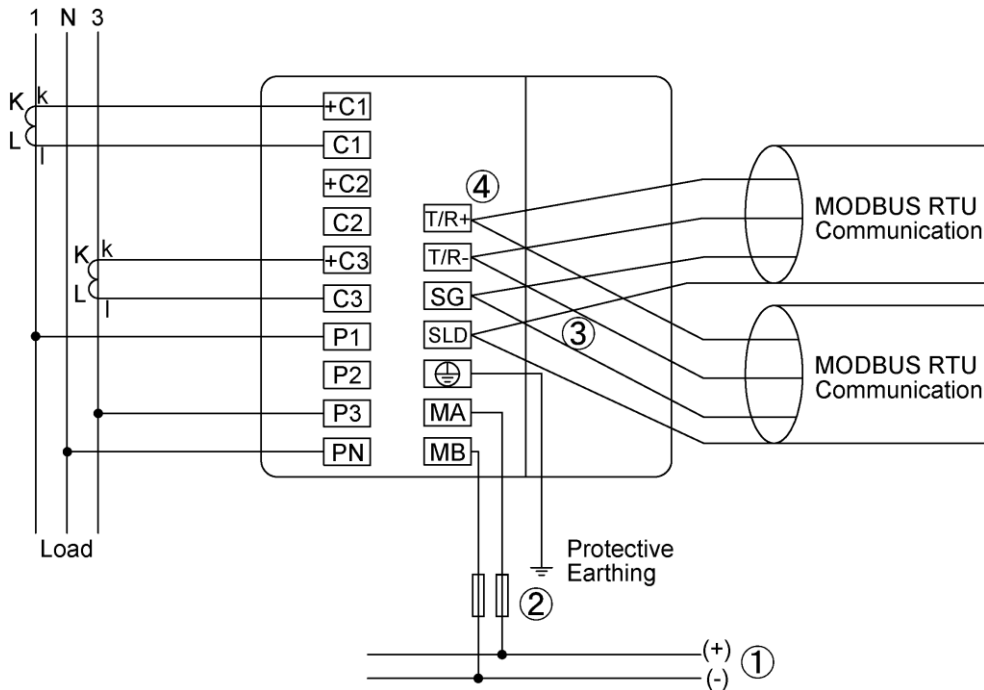 1 N 3
K k
L l
K k
L l
+C1
C1
+C2
C2
+C3
C3
P1
P2
P3
PN
④
T/R+
T/R-
SG
SLD
MA
MB
③
MODBUS RTU
Communication
MODBUS RTU
Communication
Load
Protective
Earthing
②
(+)
(-)
①